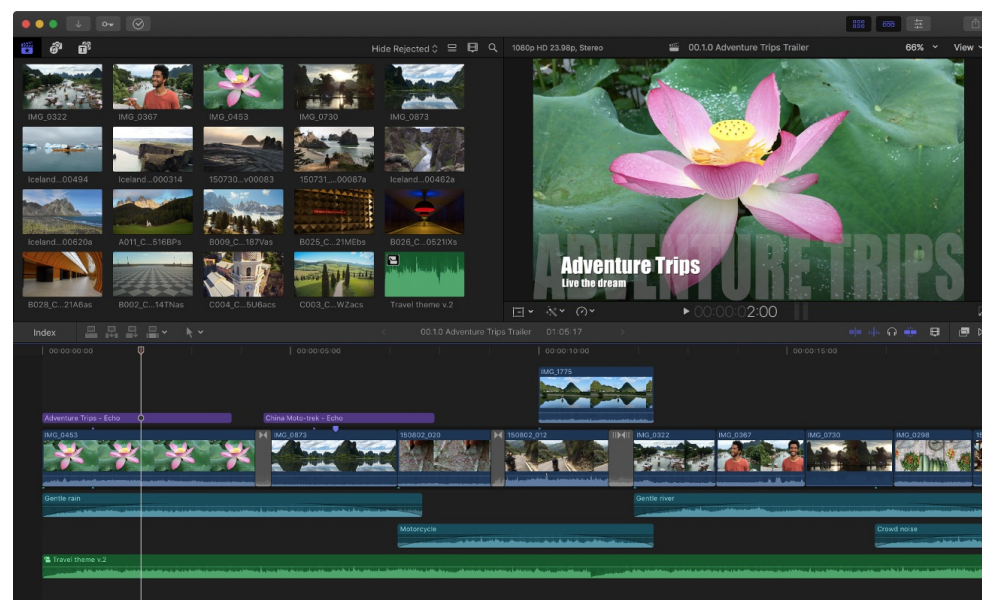 Hide Rejected
1080p HD 23.98p, Stereo
00.1.0 Adventure Trips Trailer
66%
View
IMG_0322
IMG_0367
IMG_0453
IMG_0730
IMG_0873
Iceland...00494
Iceland...000314
150730...v00083
150731...00087a
Iceland...00462a
Iceland...00620a
A011_C...516BPs
B009_C...187Vas
B025_C...21MEbs
B026_C...0521IXs
B028_C...21A6as
B002_C...14TNas
C004_C...5U6acs
C003_C...WZacs
Travel theme v.2
ADVENTURE TRIPS
Adventure Trips
Live the dream
00:00:02:00
Index
00.1.0 Adventure Trips Trailer
01:05:17
00:00:00:00
00:00:05:00
00:00:10:00
00:00:15:00
IMG_1775
Adventure Trips - Echo
China Moto-trek - Echo
IMG_0453
IMG_0873
150802_020
150802_012
IMG_0322
IMG_0367
IMG_0730
IMG_0298
Gentle rain
Gentle river
Motorcycle
Crowd noise
Travel theme v.2